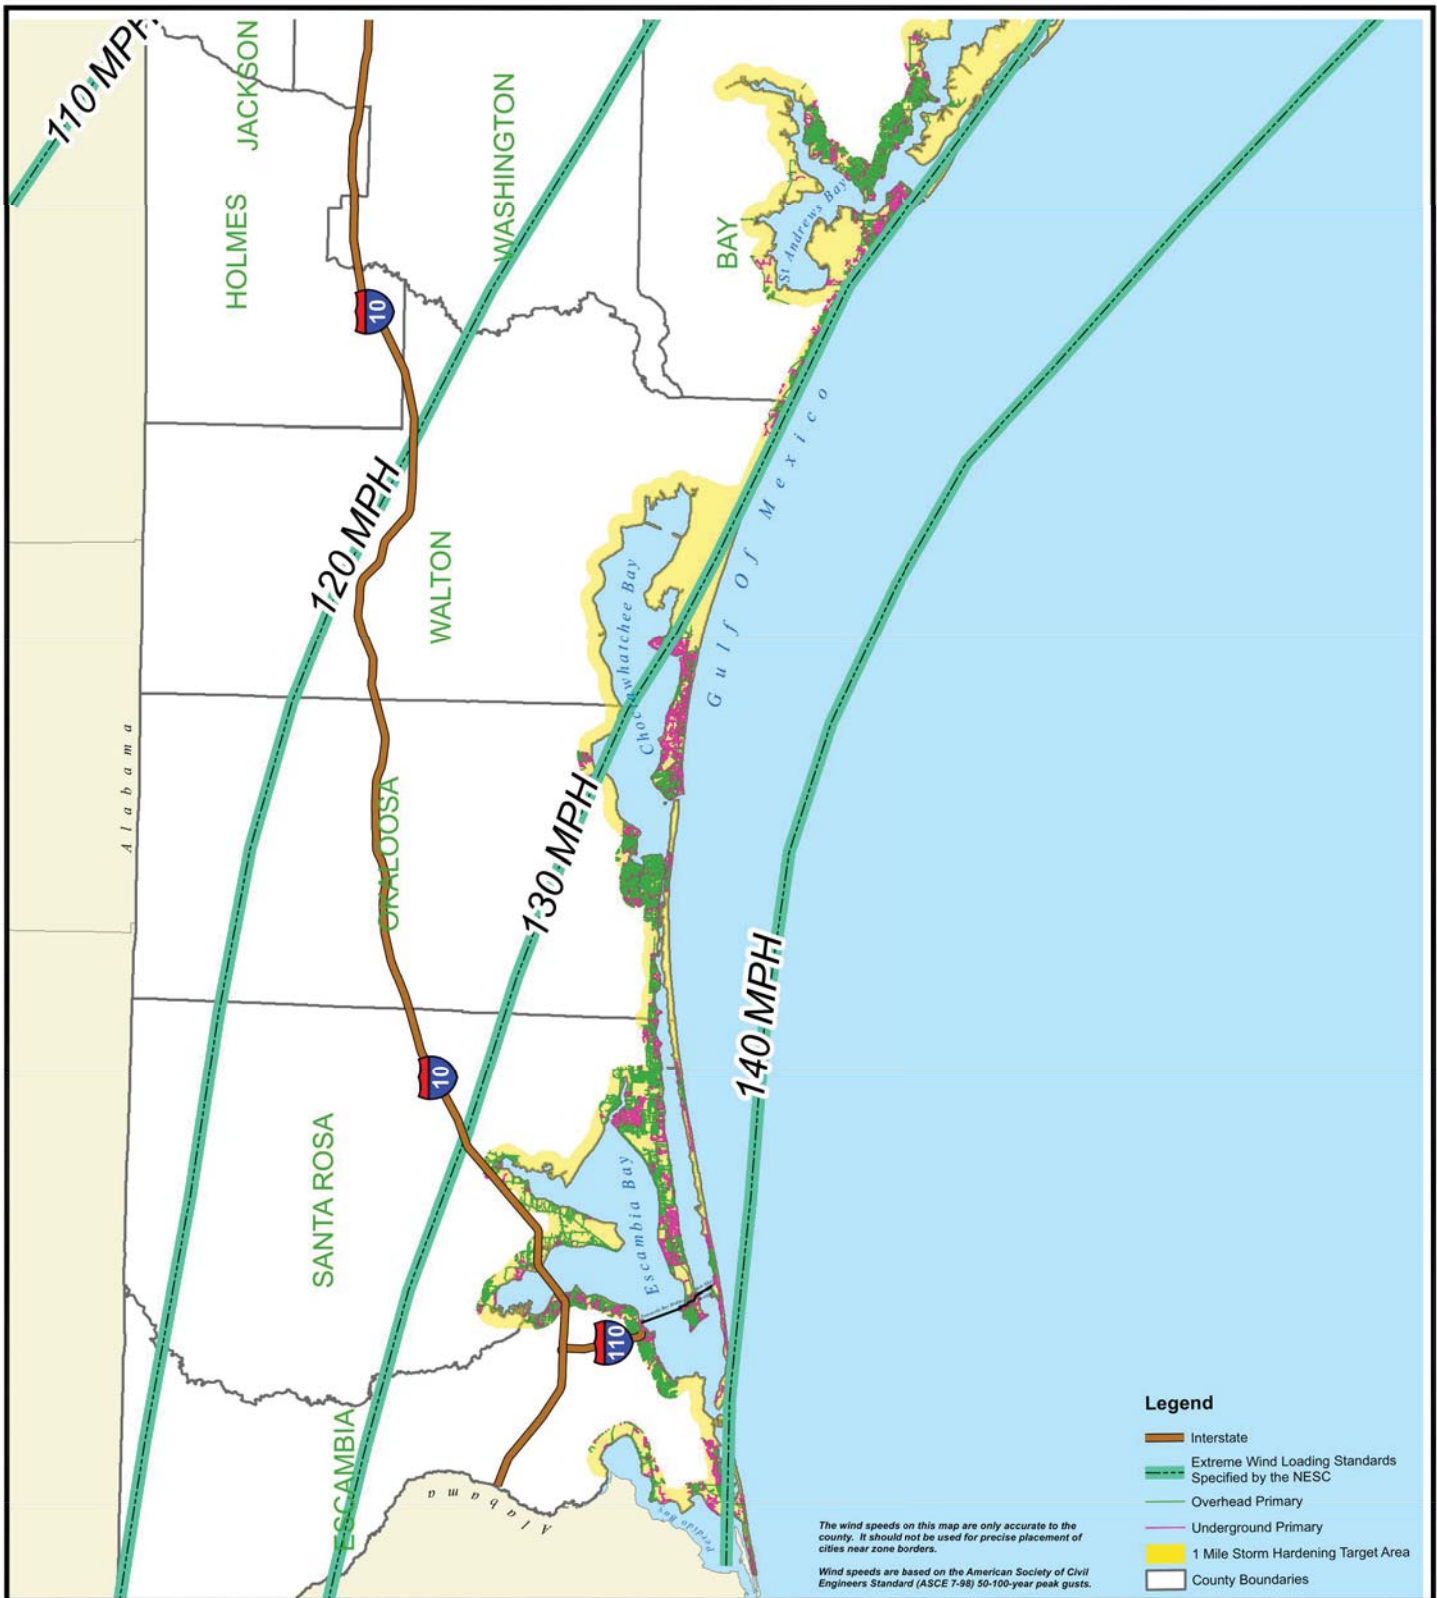 110 MPH
JACKSON
HOLMES
WASHINGTON
BAY
St Andrews Bay
10
120 MPH
WALTON
Choctawhatchee Bay
Gulf Of Mexico
Alabama
OKALOOSA
130 MPH
140 MPH
10
SANTA ROSA
Escambia Bay
110
ESCAMBIA
Alabama
Perdido Bay
Legend
Interstate
Extreme Wind Loading Standards
Specified by the NESC
Overhead Primary
Underground Primary
1 Mile Storm Hardening Target Area
County Boundaries
The wind speeds on this map are only accurate to the
county. It should not be used for precise placement of
cities near zone borders.
Wind speeds are based on the American Society of Civil
Engineers Standard (ASCE 7-98) 50-100-year peak gusts.